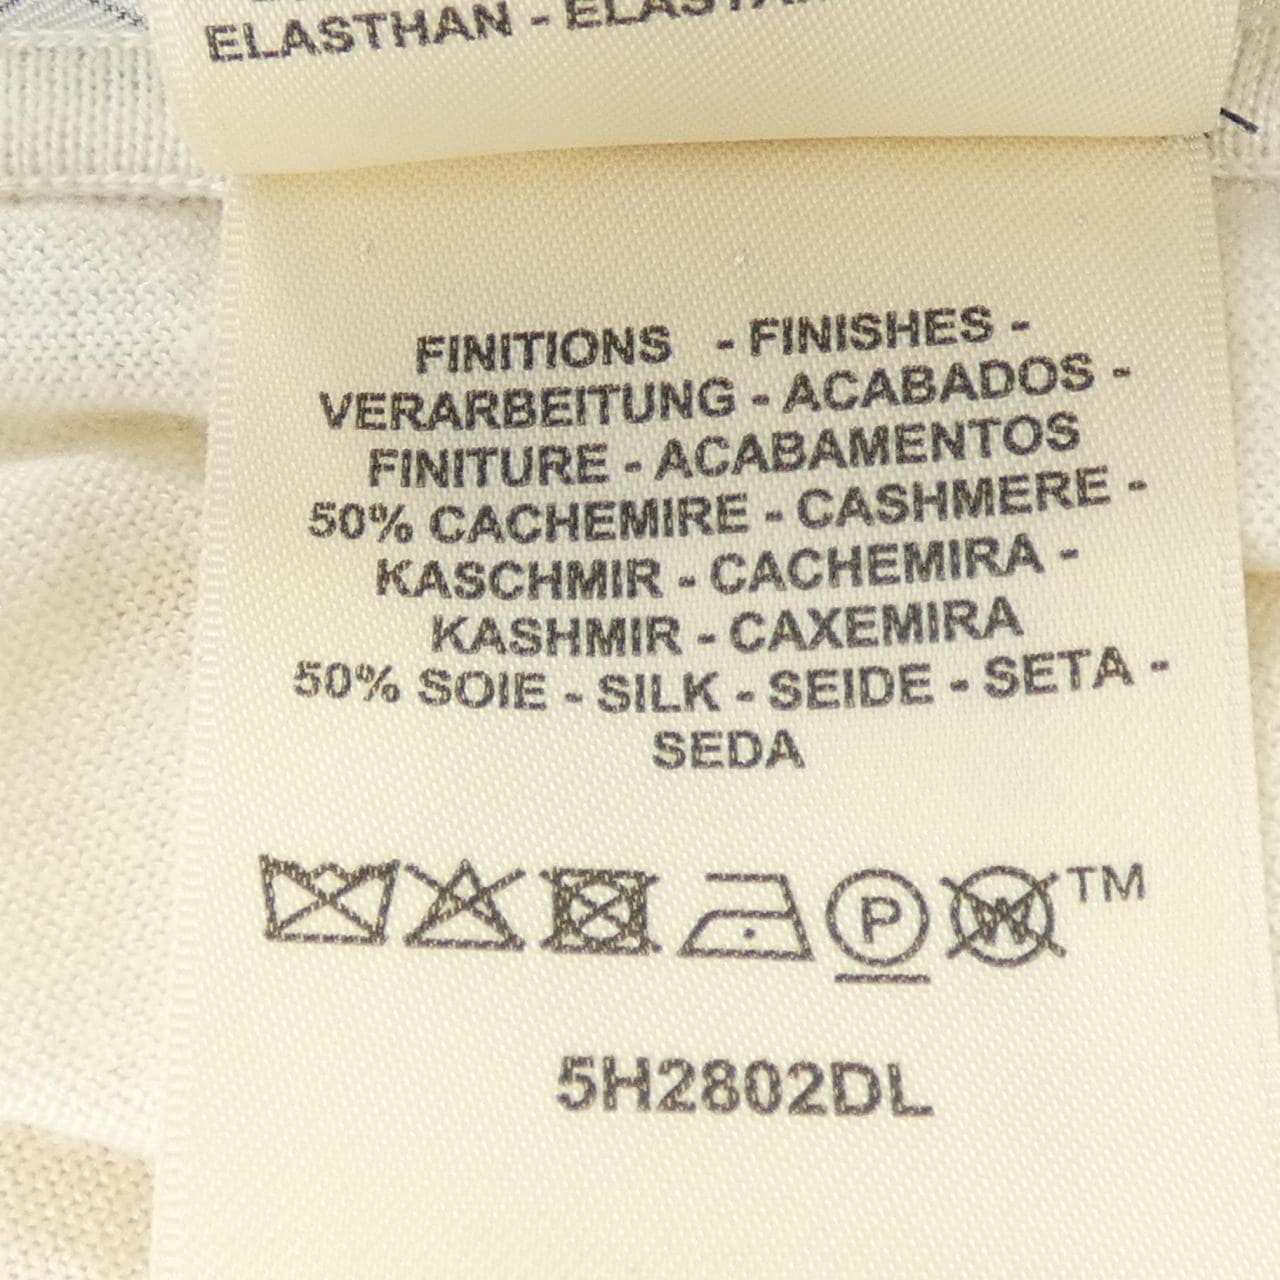 ELASTHAN -
FINITIONS - FINISHES -
VERARBEITUNG - ACABADOS -
FINITURE - ACABAMENTOS
50% CACHEMIRE - CASHMERE -
KASCHMIR - CACHEMIRA -
KASHMIR - CAXEMIRA
50% SOIE - SILK - SEIDE - SETA -
SEDA
P W TM
5H2802DL